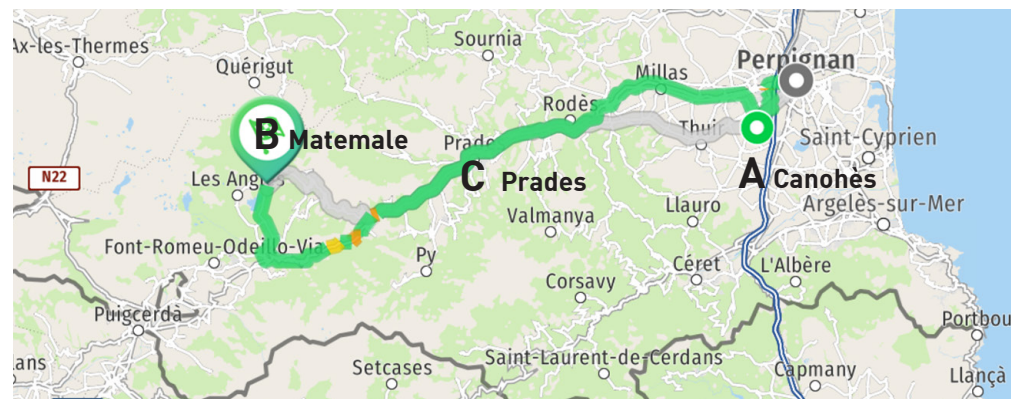 Ax-les-Thermes
Sournia
Quérigut
Perpignan
Millas
Rodès
B Matemale
Prade
Thuir
Saint-Cyprien
N22
Les Angles
C Prades
A Canohès
Valmanya
Llauro
Argelès-sur-Mer
Font-Romeu-Odeillo-Via
Py
Céret
L'Albère
Corsavy
Puigcerdà
Portbou
ans
Setcases
Saint-Laurent-de-Cerdans
Capmany
Llançà